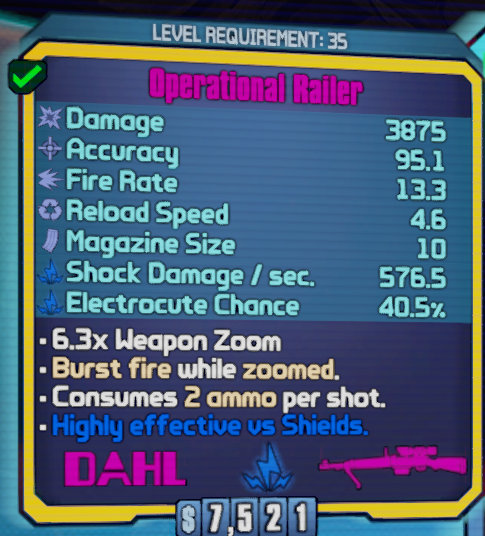 LEVEL REQUIREMENT: 35
Operational Railer
Damage 3875
Accuracy 95.1
Fire Rate 13.3
Reload Speed 4.6
Magazine Size 10
Shock Damage / sec. 576.5
Electrocute Chance 40.5%
• 6.3x Weapon Zoom
• Burst fire while zoomed.
• Consumes 2 ammo per shot.
• Highly effective vs Shields.
DAHL
$ 7,521